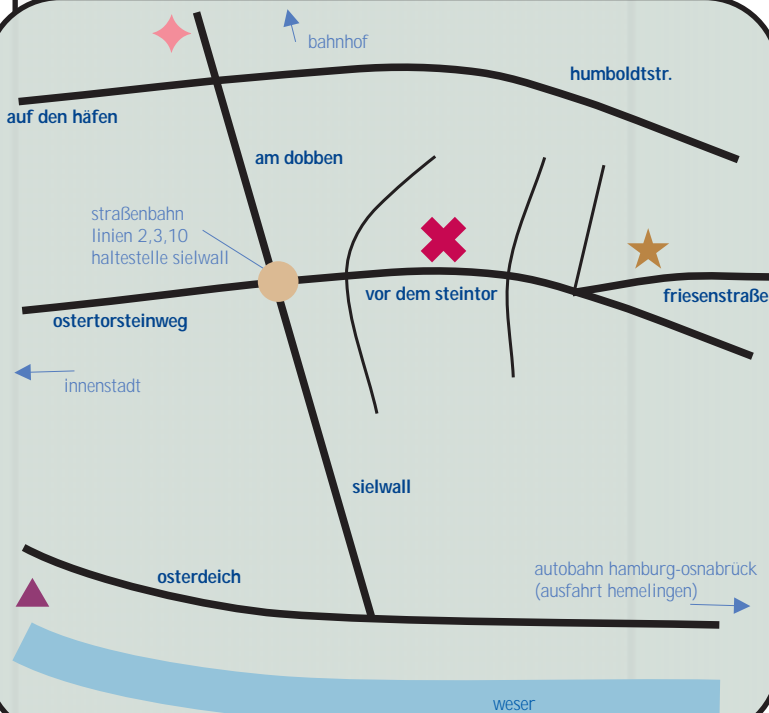 bahnhof
humboldtstr.
auf den häfen
am dobben
straßenbahn
linien 2,3,10
haltestelle sielwall
vor dem steintor
friesenstraße
ostertorsteinweg
innenstadt
sielwall
autobahn hamburg-osnabrück
(ausfahrt hemelingen)
osterdeich
weser